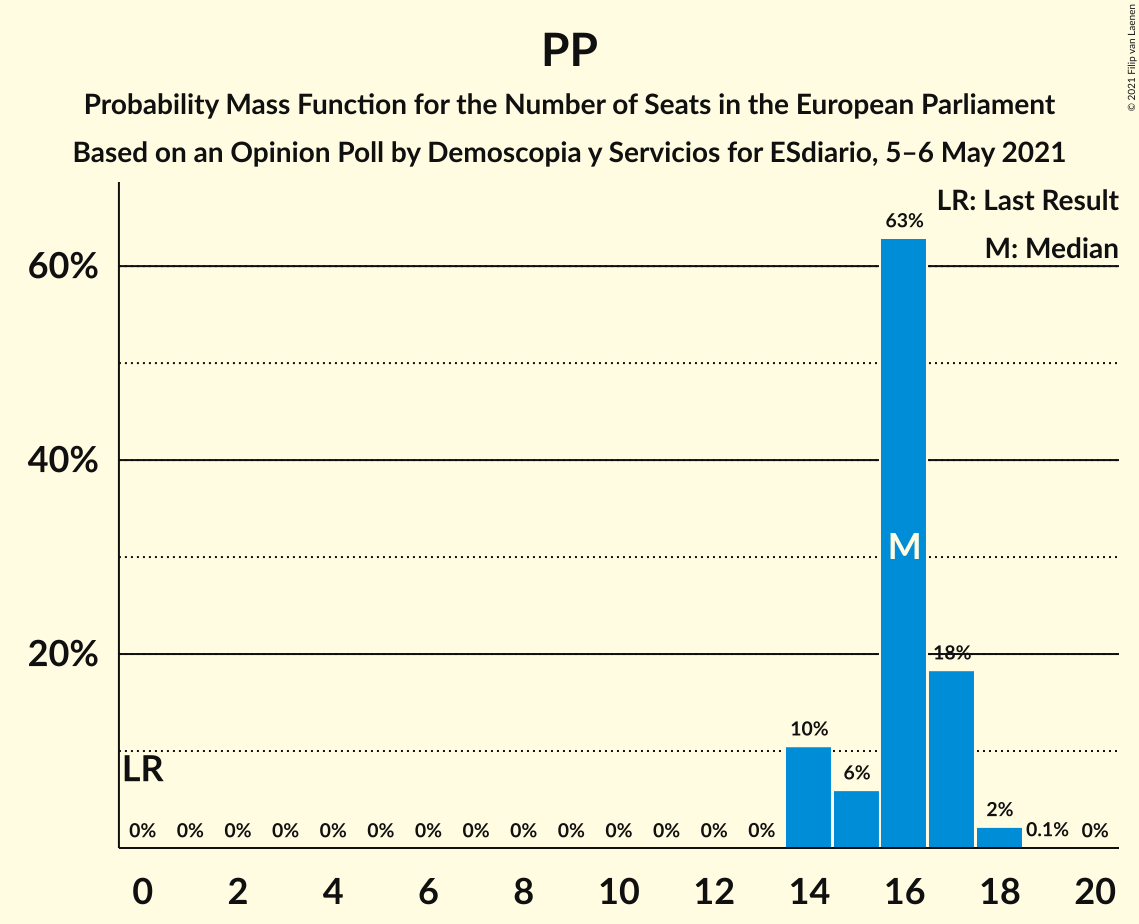 PP
Probability Mass Function for the Number of Seats in the European Parliament
Based on an Opinion Poll by Demoscopia y Servicios for ESdiario, 5–6 May 2021
© 2021 Filip van Laenen
LR: Last Result
M: Median
60%
40%
20%
63%
M
18%
10%
6%
2%
LR
0% 0% 0% 0% 0% 0% 0% 0% 0% 0% 0% 0% 0% 0% 0.1% 0%
0 2 4 6 8 10 12 14 16 18 20